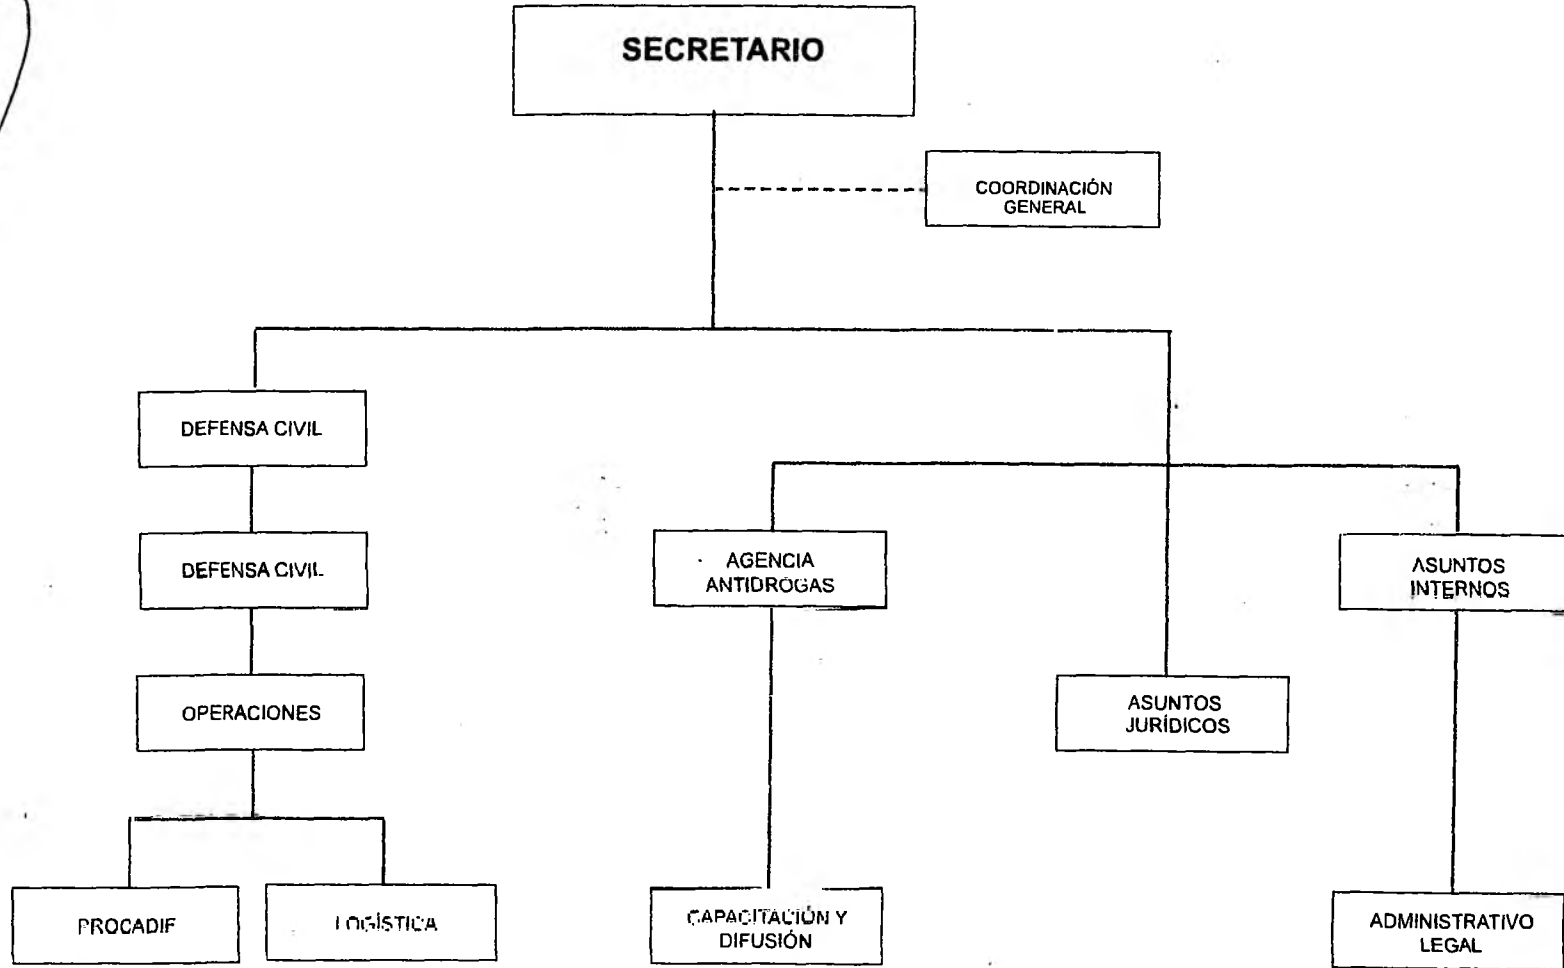 SECRETARIO
COORDINACIÓN
GENERAL
DEFENSA CIVIL
DEFENSA CIVIL
AGENCIA
ANTIDROGAS
ASUNTOS
INTERNOS
OPERACIONES
ASUNTOS
JURÍDICOS
PROCADIF
LOGÍSTICA
CAPACITACIÓN Y
DIFUSIÓN
ADMINISTRATIVO
LEGAL